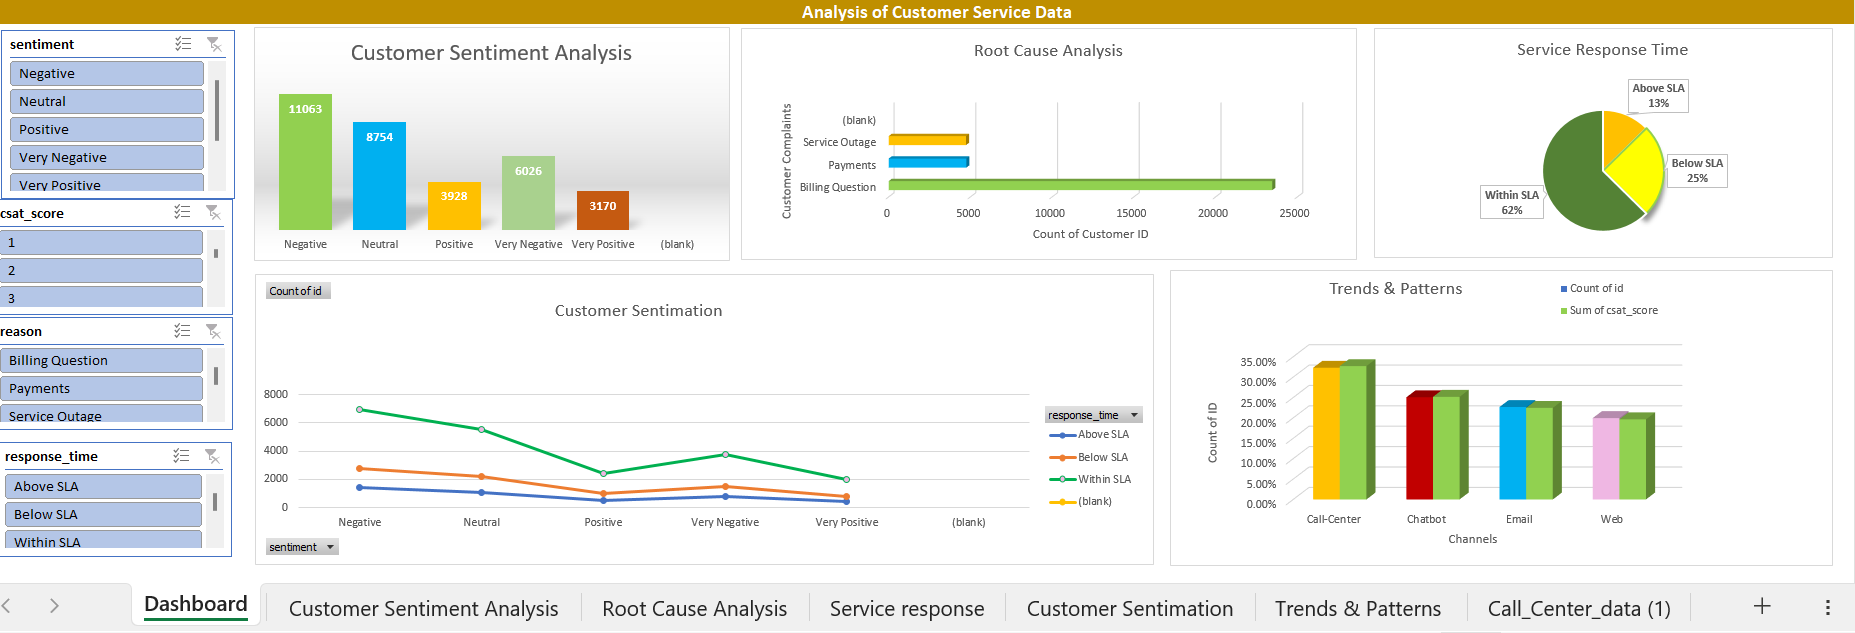 Analysis of Customer Service Data
sentiment
Negative
Neutral
Positive
Very Negative
Very Positive
csat_score
1
2
3
reason
Billing Question
Payments
Service Outage
response_time
Above SLA
Below SLA
Within SLA
Customer Sentiment Analysis
11063
8754
3928
6026
3170
Negative
Neutral
Positive
Very Negative
Very Positive
(blank)
Root Cause Analysis
Customer Complaints
(blank)
Service Outage
Payments
Billing Question
0
5000
10000
15000
20000
25000
Count of Customer ID
Service Response Time
Above SLA
13%
Below SLA
25%
Within SLA
62%
Count of id
Customer Sentimation
8000
6000
4000
2000
0
Negative
Neutral
Positive
Very Negative
Very Positive
(blank)
response_time
Above SLA
Below SLA
Within SLA
(blank)
sentiment
Trends & Patterns
Count of id
Sum of csat_score
Count of ID
35.00%
30.00%
25.00%
20.00%
15.00%
10.00%
5.00%
0.00%
Call-Center
Chatbot
Email
Web
Channels
Dashboard
Customer Sentiment Analysis
Root Cause Analysis
Service response
Customer Sentimation
Trends & Patterns
Call_Center_data (1)